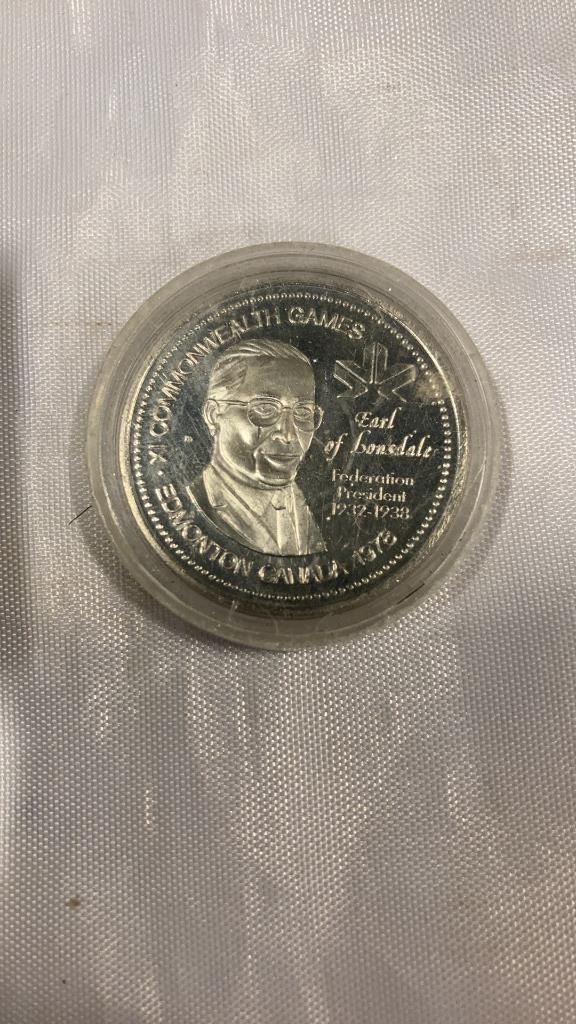 XI COMMONWEALTH GAMES
Earl
of Lonsdale
Federation
President
1932-1938
EDMONTON CANADA 1978